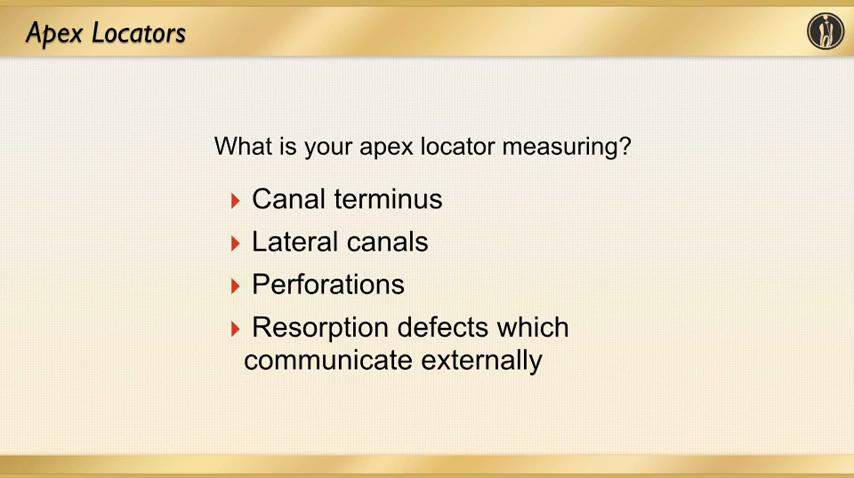 Apex Locators
What is your apex locator measuring?
Canal terminus
Lateral canals
Perforations
Resorption defects which
communicate externally